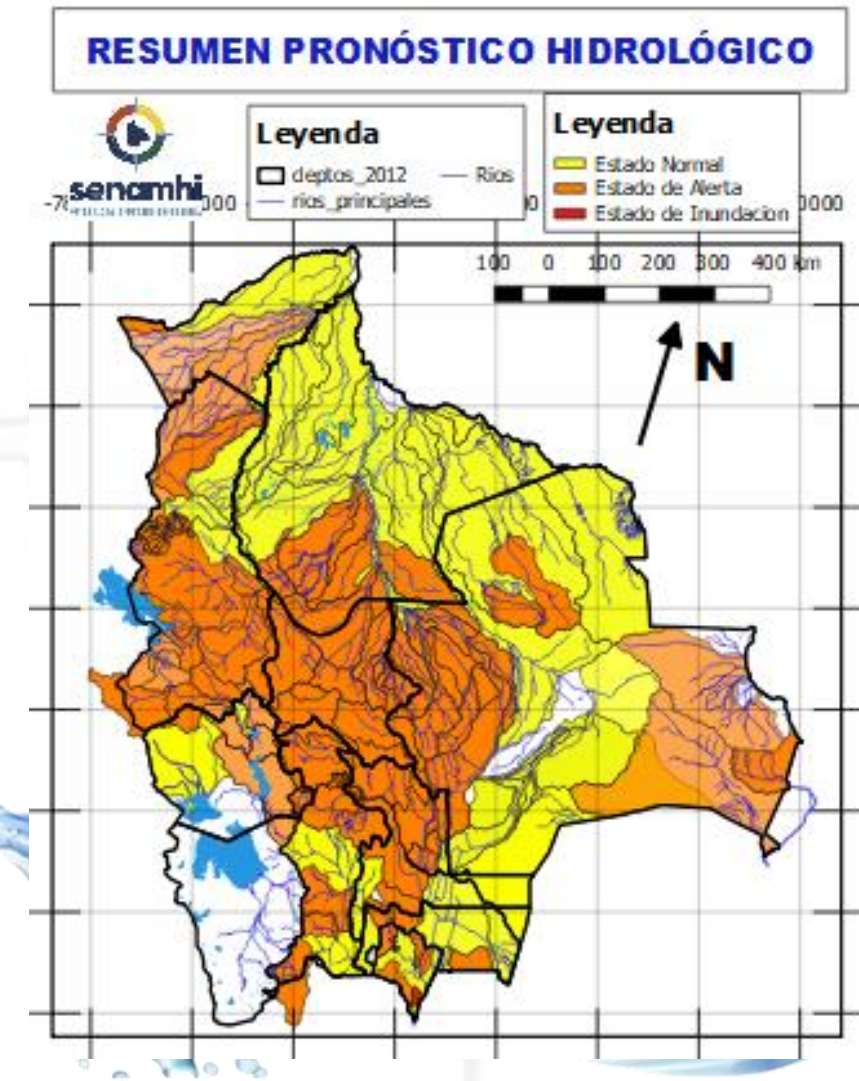 RESUMEN PRONÓSTICO HIDROLÓGICO
senamhi
Leyenda
deptos_2012
Rios
rios_principales
Leyenda
Estado Normal
Estado de Alerta
Estado de Inundacion
100 0 100 200 300 400 km
N